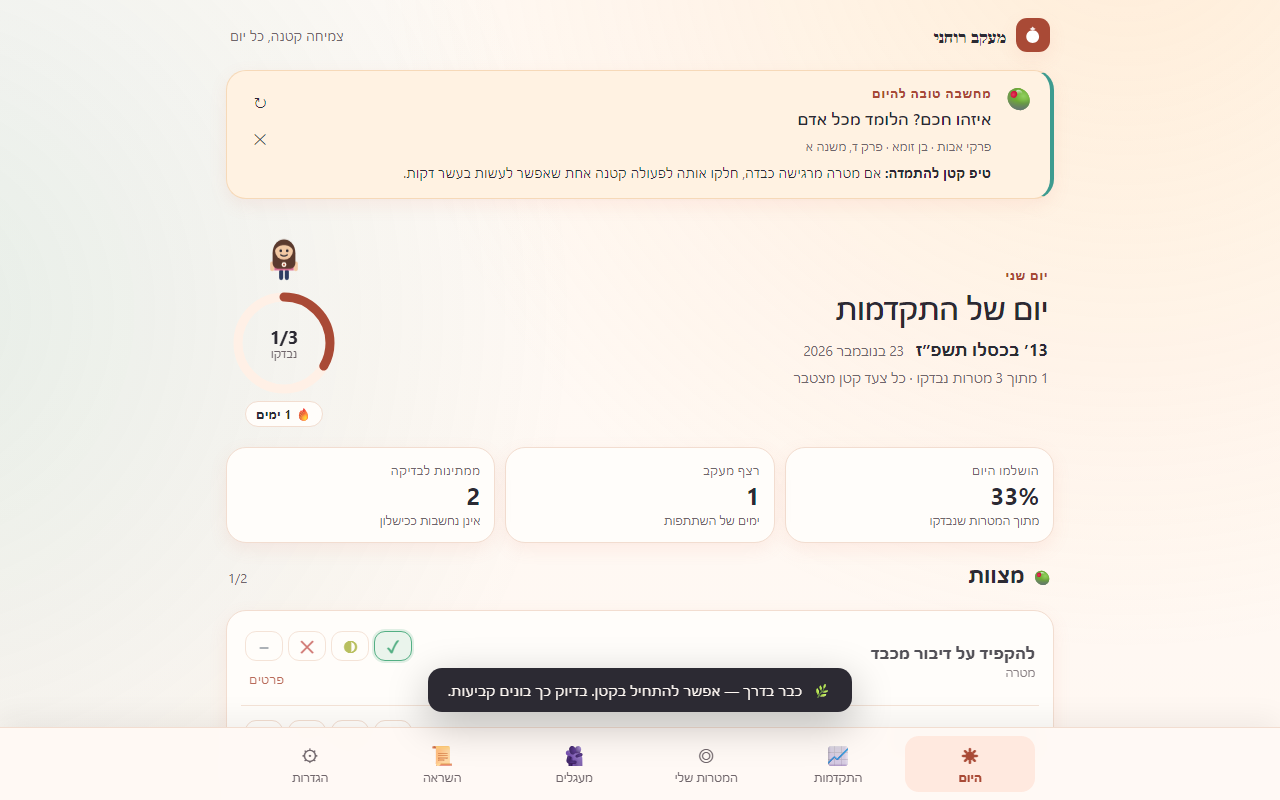 מעקב רוחני
צמיחה קטנה, כל יום
מחשבה טובה להיום
איזהו חכם? הלומד מכל אדם
פרקי אבות · בן זומא · פרק ד, משנה א
טיפ קטן להתמדה: אם מטרה מרגישה כבדה, חלקו אותה לפעולה קטנה אחת שאפשר לעשות בעשר דקות.
יום שני
יום של התקדמות
13׳ בכסלו תשפ״ז 23 בנובמבר 2026
1 מתוך 3 מטרות נבדקו · כל צעד קטן מצטבר
1/3
נבדקו
1 ימים
הושלמו היום
33%
מתוך המטרות שנבדקו
רצף מעקב
1
ימים של השתתפות
ממתינות לבדיקה
2
אינן נחשבות ככישלון
מצוות
1/2
להקפיד על דיבור מכבד
מטרה
פרטים
כבר בדרך — אפשר להתחיל בקטן. בדיוק כך בונים קביעות.
היום
התקדמות
המטרות שלי
מעגלים
השראה
הגדרות